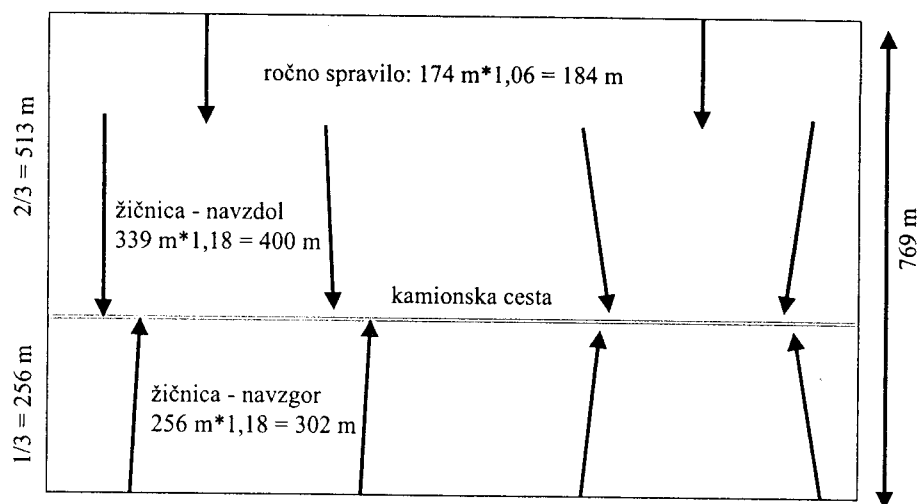 ročno spravilo: 174 m*1,06 = 184 m
2/3 = 513 m
žičnica - navzdol
339 m*1,18 = 400 m
769 m
kamionska cesta
1/3 = 256 m
žičnica - navzgor
256 m*1,18 = 302 m